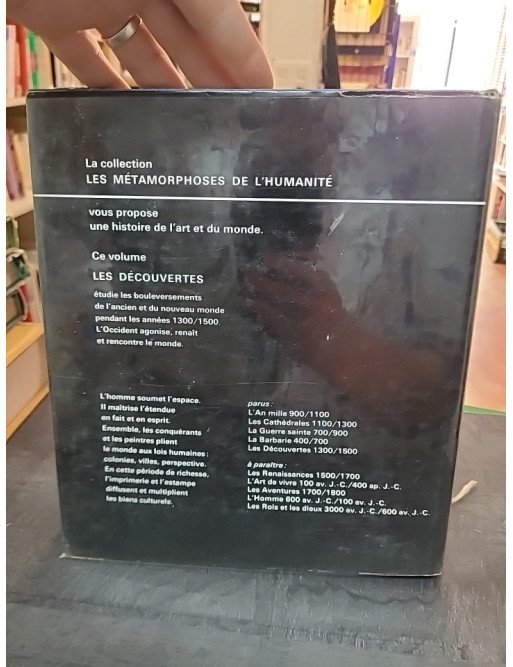 La collection
LES MÉTAMORPHOSES DE L'HUMANITÉ
vous propose
une histoire de l'art et du monde.
Ce volume
LES DÉCOUVERTES
étudie les bouleversements
de l'ancien et du nouveau monde
pendant les années 1300/1500.
L'Occident agonise, renaît
et rencontre le monde.
L'homme soumet l'espace.
Il maîtrise l'étendue
en fait et en esprit.
Ensemble, les conquérants
et les peintres plient
le monde aux lois humaines :
colonies, villes, perspective.
En cette période de richesse,
l'imprimerie et l'estampe
diffusent et multiplient
les biens culturels.
parus :
L'An mille 900/1100
Les Cathédrales 1100/1300
La Guerre sainte 700/900
La Barbarie 400/700
Les Découvertes 1300/1500
à paraître :
Les Renaissances 1500/1700
L'Art de vivre 100 av. J.-C./400 ap. J.-C.
Les Aventures 1700/1800
L'Homme 600 av. J.-C./100 av. J.-C.
Les Rois et les dieux 3000 av. J.-C./600 av. J.-C.